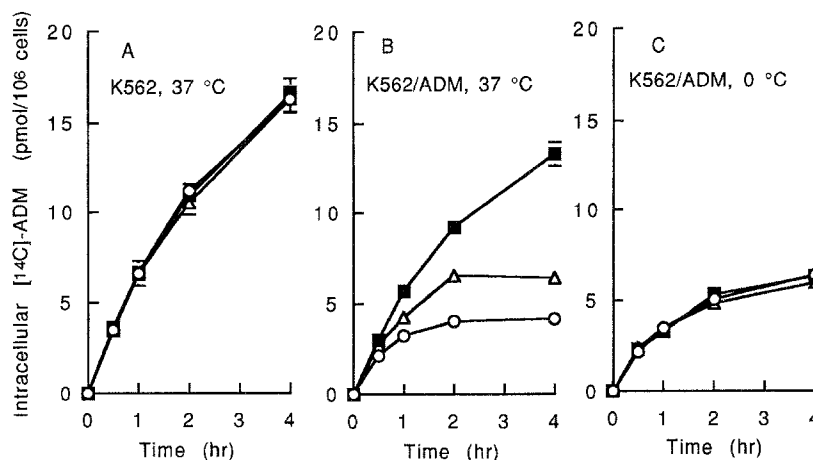 Intracellular [14C]-ADM (pmol/10⁶ cells)
A
K562, 37 °C
20
15
10
5
0
0 1 2 3 4
Time (hr)
B
K562/ADM, 37 °C
20
15
10
5
0
0 1 2 3 4
Time (hr)
C
K562/ADM, 0 °C
20
15
10
5
0
0 1 2 3 4
Time (hr)